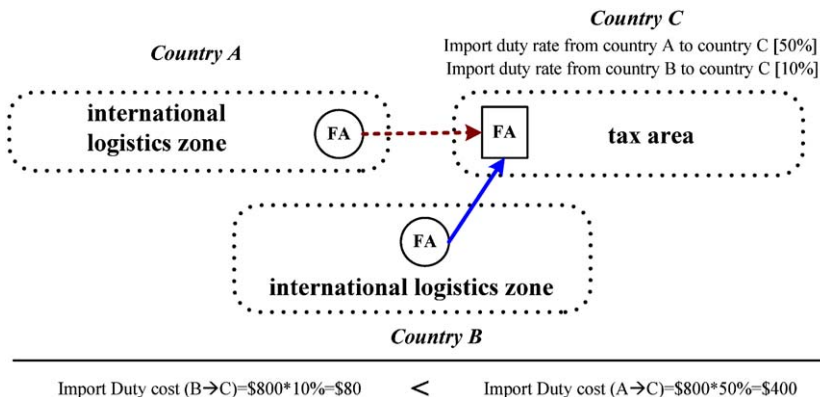 Country C
Import duty rate from country A to country C [50%]
Import duty rate from country B to country C [10%]
Country A
international
logistics zone
FA
FA
tax area
FA
international logistics zone
Country B
Import Duty cost (B→C)=$800*10%=$80 < Import Duty cost (A→C)=$800*50%=$400